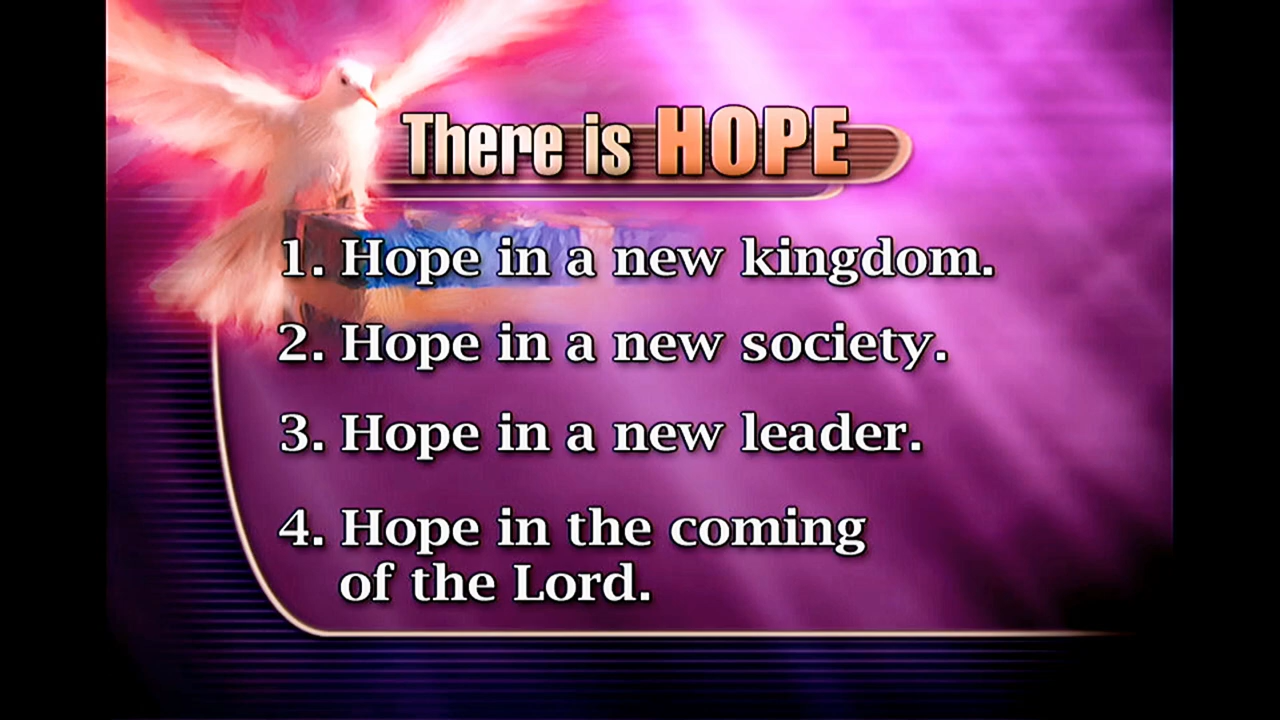 There is HOPE
1. Hope in a new kingdom.
2. Hope in a new society.
3. Hope in a new leader.
4. Hope in the coming
of the Lord.